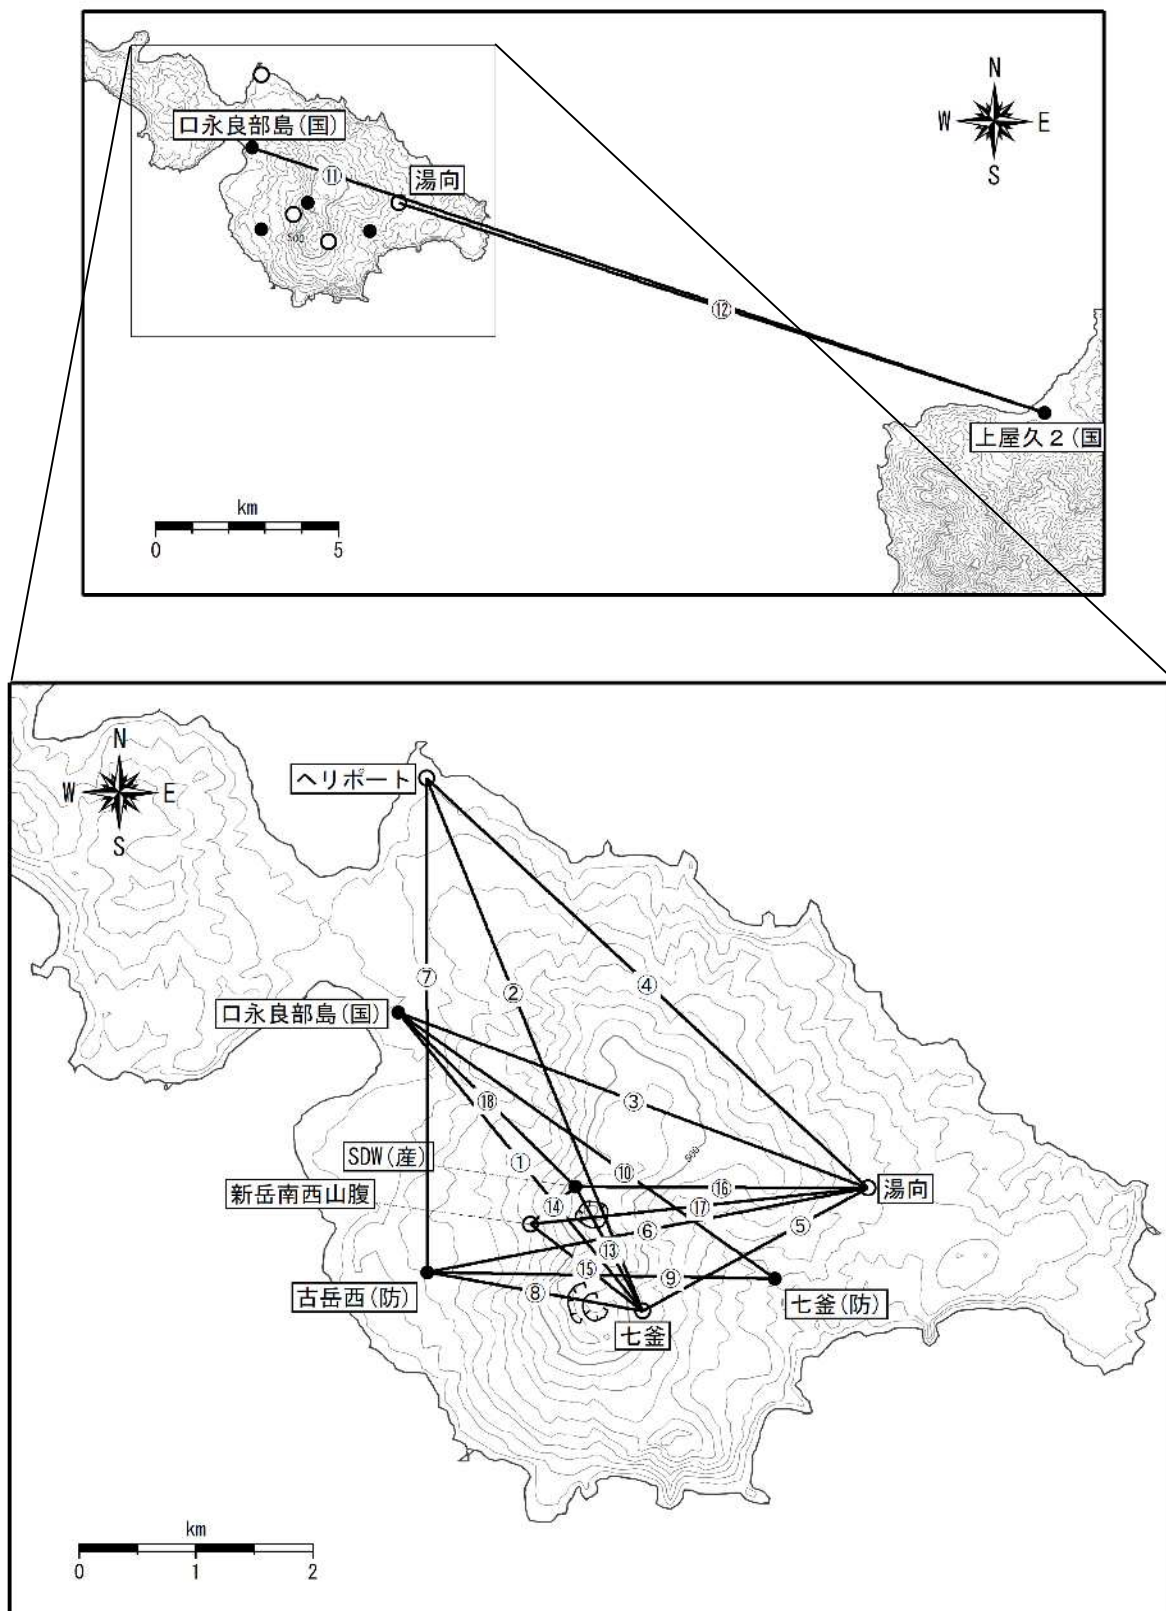 N
W E
S
口永良部島(国)
⑪
湯向
500
⑫
上屋久２(国
km
0 5
N
W E
S
ヘリポート
⑦
②
④
口永良部島(国)
⑱
③
SDW(産)
①
⑩
500
新岳南西山腹
⑯
湯向
⑭
⑰
⑥
⑤
⑬
⑮
⑨
古岳西(防)
⑧
七釜(防)
七釜
km
0 1 2